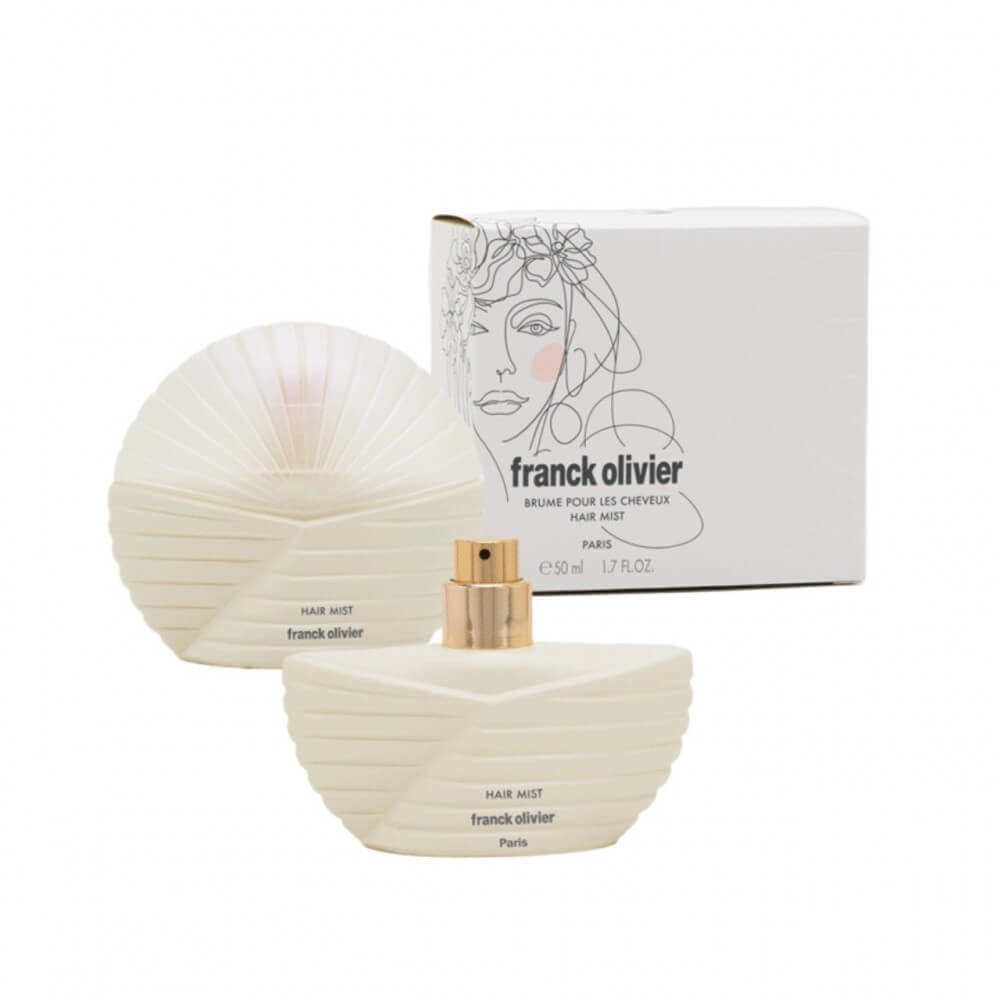 franck olivier
BRUME POUR LES CHEVEUX
HAIR MIST
PARIS
℮50 ml 1.7 FL.OZ.
HAIR MIST
franck olivier
HAIR MIST
franck olivier
Paris